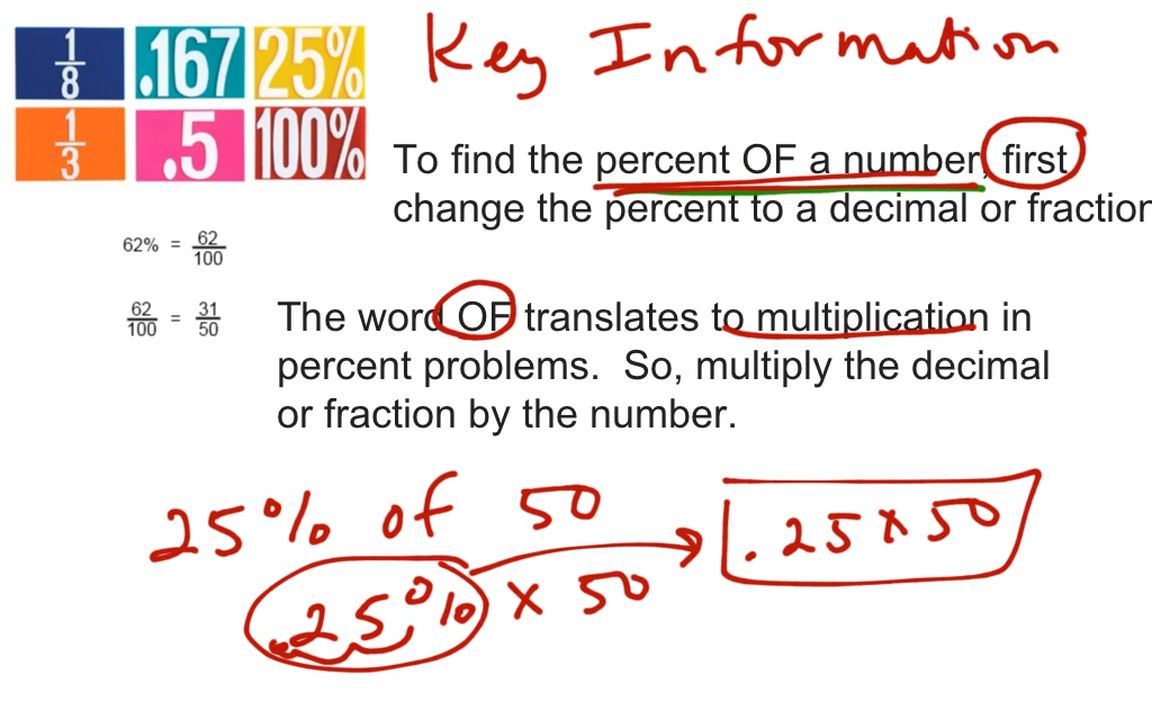 1/8 .167 25%
1/3 .5 100%
Key Information
To find the percent OF a number, first
change the percent to a decimal or fraction
62% = 62/100
62/100 = 31/50
The word OF translates to multiplication in
percent problems. So, multiply the decimal
or fraction by the number.
25% of 50
.25% x 50
.25 x 50